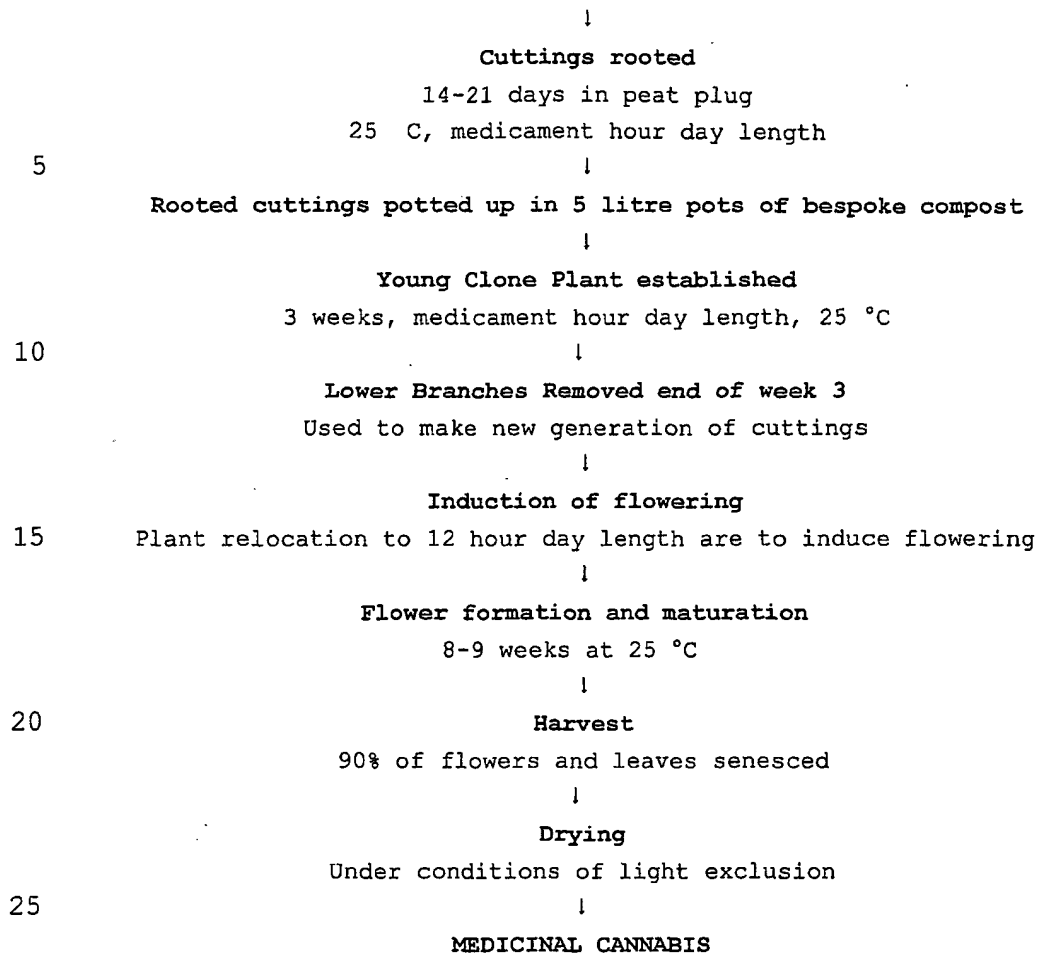 ↓
Cuttings rooted
14-21 days in peat plug
25 C, medicament hour day length
5 ↓
Rooted cuttings potted up in 5 litre pots of bespoke compost
↓
Young Clone Plant established
3 weeks, medicament hour day length, 25 °C
10 ↓
Lower Branches Removed end of week 3
Used to make new generation of cuttings
↓
Induction of flowering
15 Plant relocation to 12 hour day length are to induce flowering
↓
Flower formation and maturation
8-9 weeks at 25 °C
↓
20 Harvest
90% of flowers and leaves senesced
↓
Drying
Under conditions of light exclusion
25 ↓
MEDICINAL CANNABIS